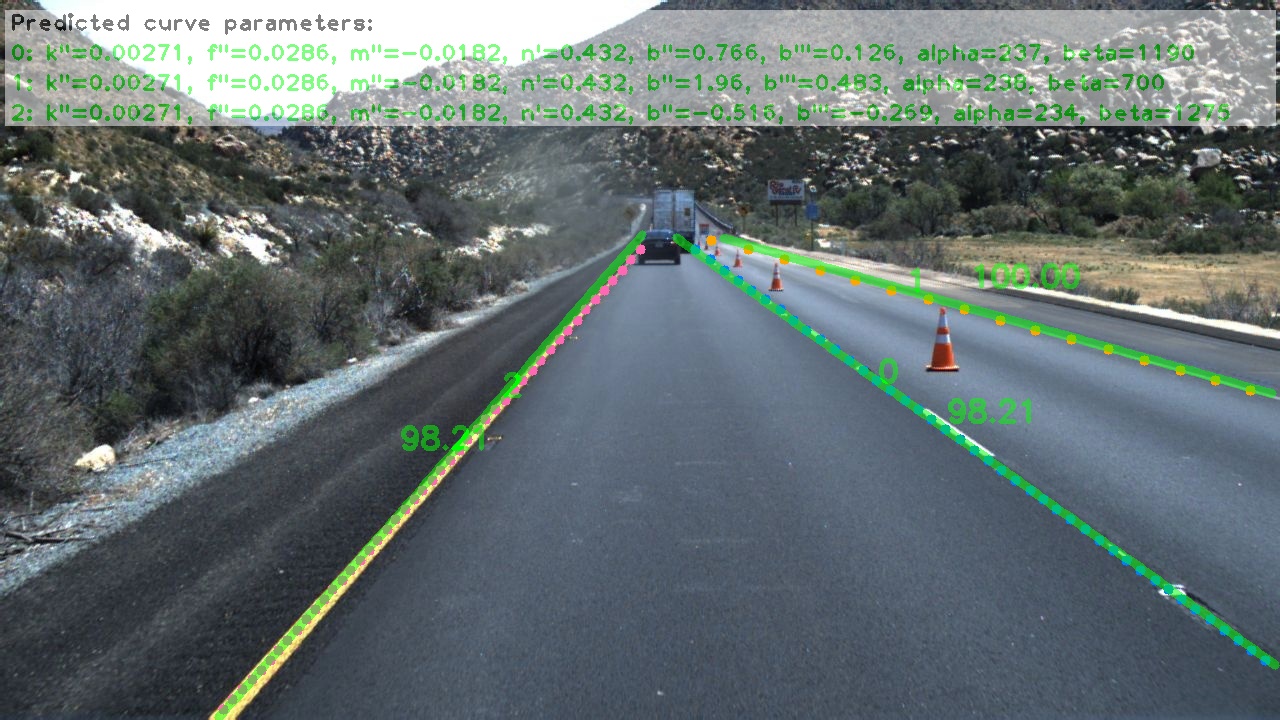 Predicted curve parameters:
0: k''=0.00271, f''=0.0286, m''=-0.0182, n'=0.432, b''=0.766, b'''=0.126, alpha=237, beta=1190
1: k''=0.00271, f''=0.0286, m''=-0.0182, n'=0.432, b''=1.96, b'''=0.483, alpha=238, beta=700
2: k''=0.00271, f''=0.0286, m''=-0.0182, n'=0.432, b''=-0.516, b'''=-0.269, alpha=234, beta=1275
1 100.00
2 0
98.21 98.21